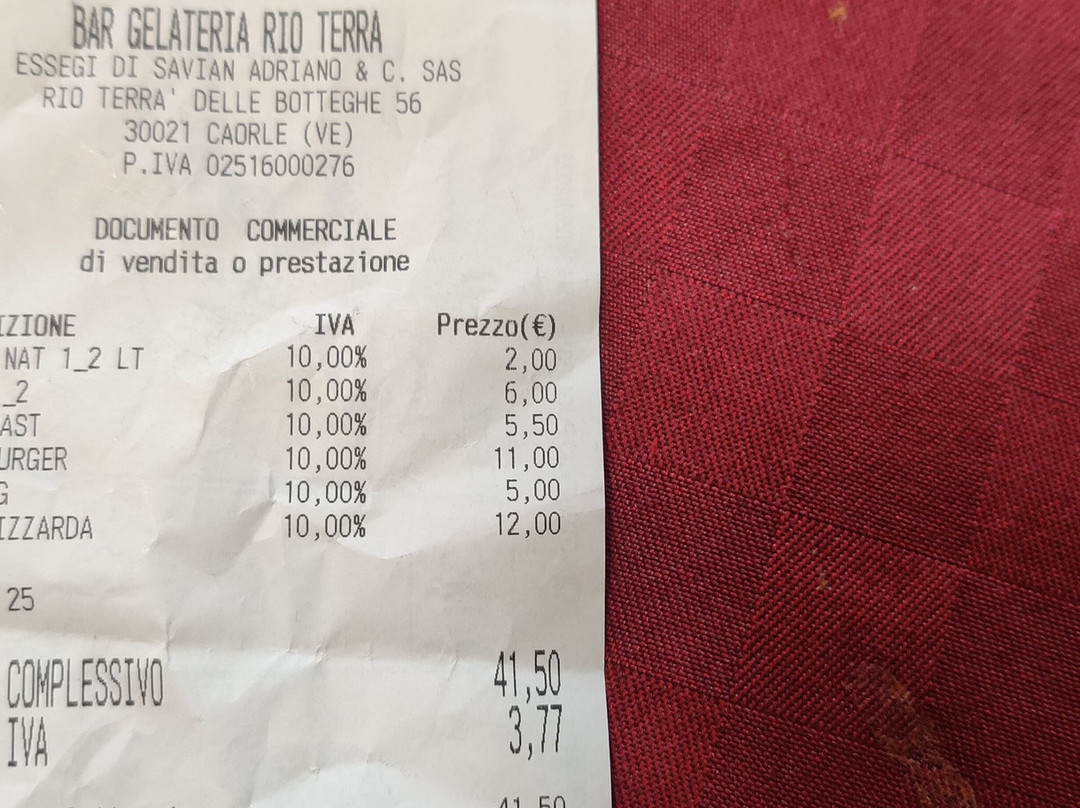 BAR GELATERIA RIO TERRA
ESSEGI DI SAVIAN ADRIANO & C. SAS
RIO TERRA' DELLE BOTTEGHE 56
30021 CAORLE (VE)
P.IVA 02516000276
DOCUMENTO COMMERCIALE
di vendita o prestazione
IZIONE IVA Prezzo(€)
NAT 1_2 LT 10,00% 2,00
_2 10,00% 6,00
AST 10,00% 5,50
URGER 10,00% 11,00
G 10,00% 5,00
IZZARDA 10,00% 12,00
25
COMPLESSIVO 41,50
IVA 3,77
41,50